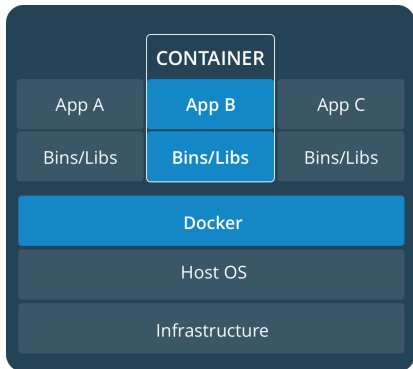 CONTAINER
App A App B App C
Bins/Libs Bins/Libs Bins/Libs
Docker
Host OS
Infrastructure